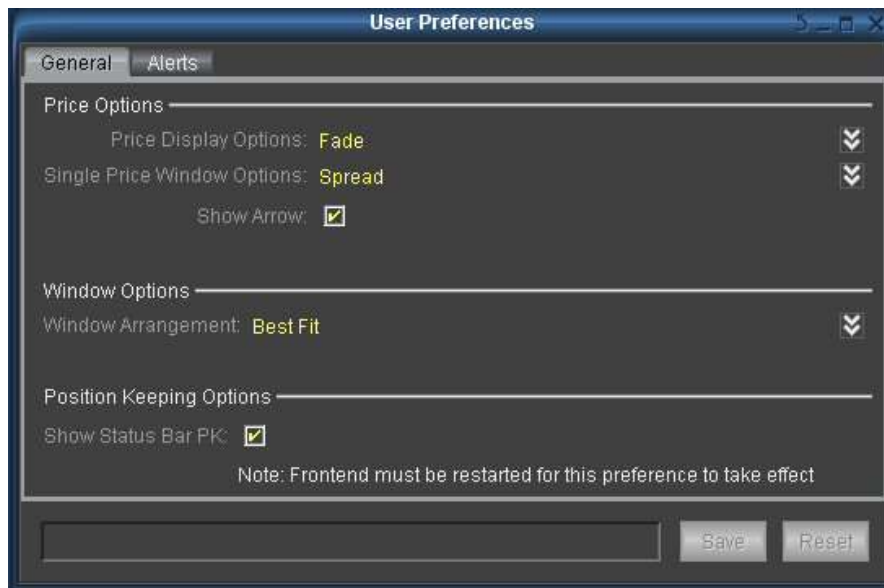 User Preferences
General Alerts
Price Options
Price Display Options: Fade
Single Price Window Options: Spread
Show Arrow:
Window Options
Window Arrangement: Best Fit
Position Keeping Options
Show Status Bar PK:
Note: Frontend must be restarted for this preference to take effect
Save Reset